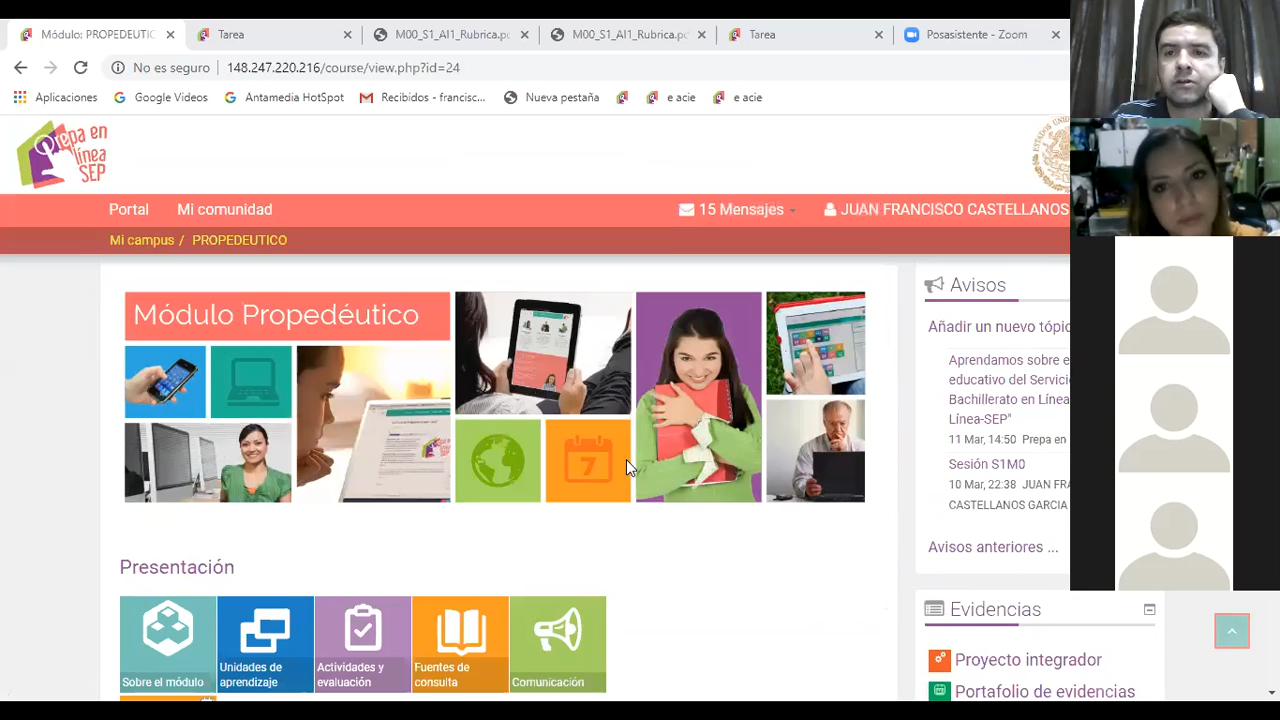 Módulo: PROPEDEUTIC
Tarea
M00_S1_AI1_Rubrica.pc
M00_S1_AI1_Rubrica.pc
Tarea
Posasistente - Zoom
No es seguro
148.247.220.216/course/view.php?id=24
Aplicaciones
Google Videos
Antamedia HotSpot
Recibidos - francisc...
Nueva pestaña
e acie
e acie
Prepa en
línea
SEP
ESTADOS UNID
Portal
Mi comunidad
15 Mensajes
JUAN FRANCISCO CASTELLANOS
Mi campus / PROPEDEUTICO
Módulo Propedéutico
7
Presentación
Sobre el módulo
Unidades de
aprendizaje
Actividades y
evaluación
Fuentes de
consulta
Comunicación
Avisos
Añadir un nuevo tópic
Aprendamos sobre e
educativo del Servici
Bachillerato en Línea
Línea-SEP"
11 Mar, 14:50 Prepa en
Sesión S1M0
10 Mar, 22:38 JUAN FRA
CASTELLANOS GARCIA
Avisos anteriores ...
Evidencias
Proyecto integrador
Portafolio de evidencias